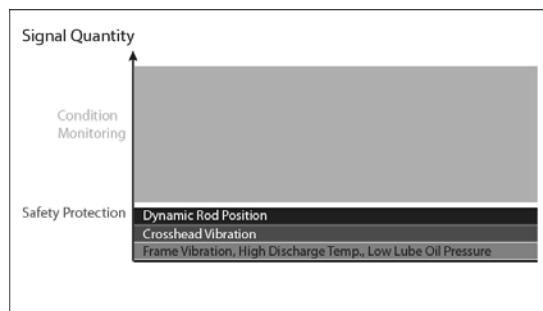 Signal Quantity
Condition
Monitoring
Safety Protection
Dynamic Rod Position
Crosshead Vibration
Frame Vibration, High Discharge Temp., Low Lube Oil Pressure